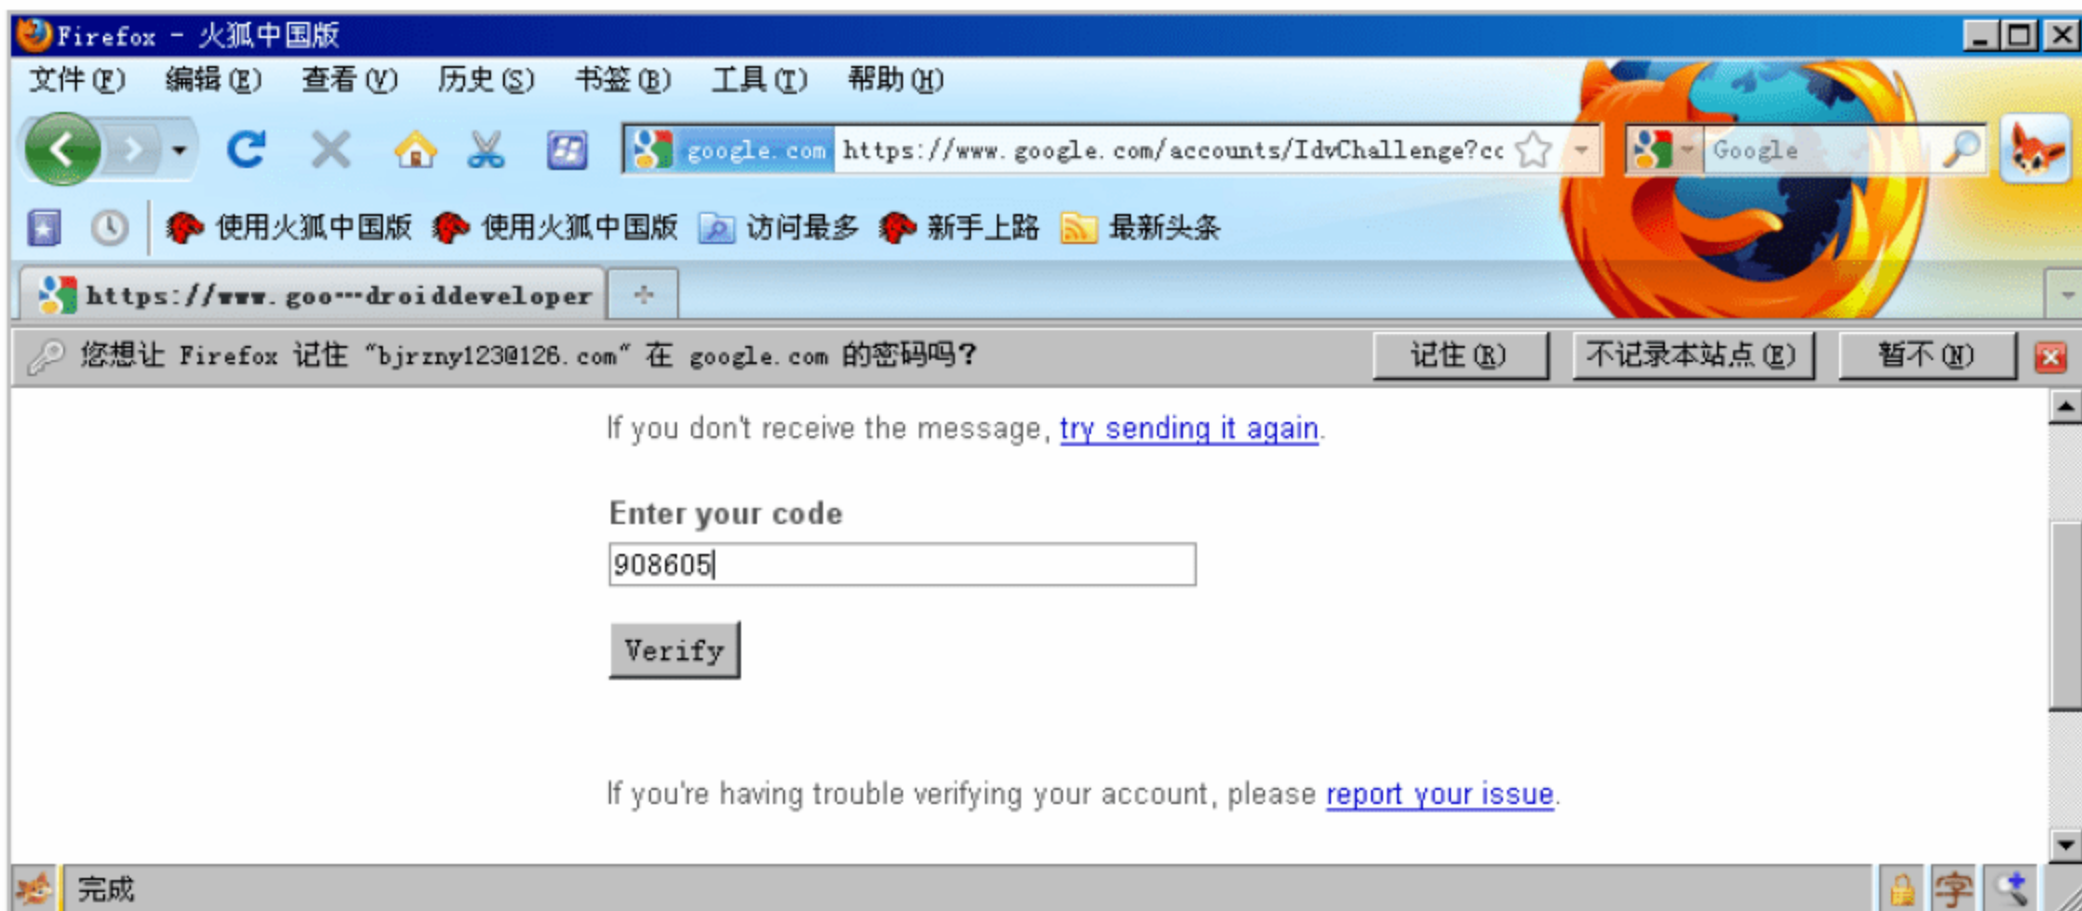 Firefox - 火狐中国版
文件(F) 编辑(E) 查看(V) 历史(S) 书签(B) 工具(T) 帮助(H)
google.com https://www.google.com/accounts/IdvChallenge?cc Google
使用火狐中国版 使用火狐中国版 访问最多 新手上路 最新头条
https://www.goo…droiddeveloper
您想让 Firefox 记住 “bjrzny123@126.com” 在 google.com 的密码吗？ 记住(R) 不记录本站点(E) 暂不(N)
If you don't receive the message, try sending it again.
Enter your code
908605
Verify
If you're having trouble verifying your account, please report your issue.
完成 字